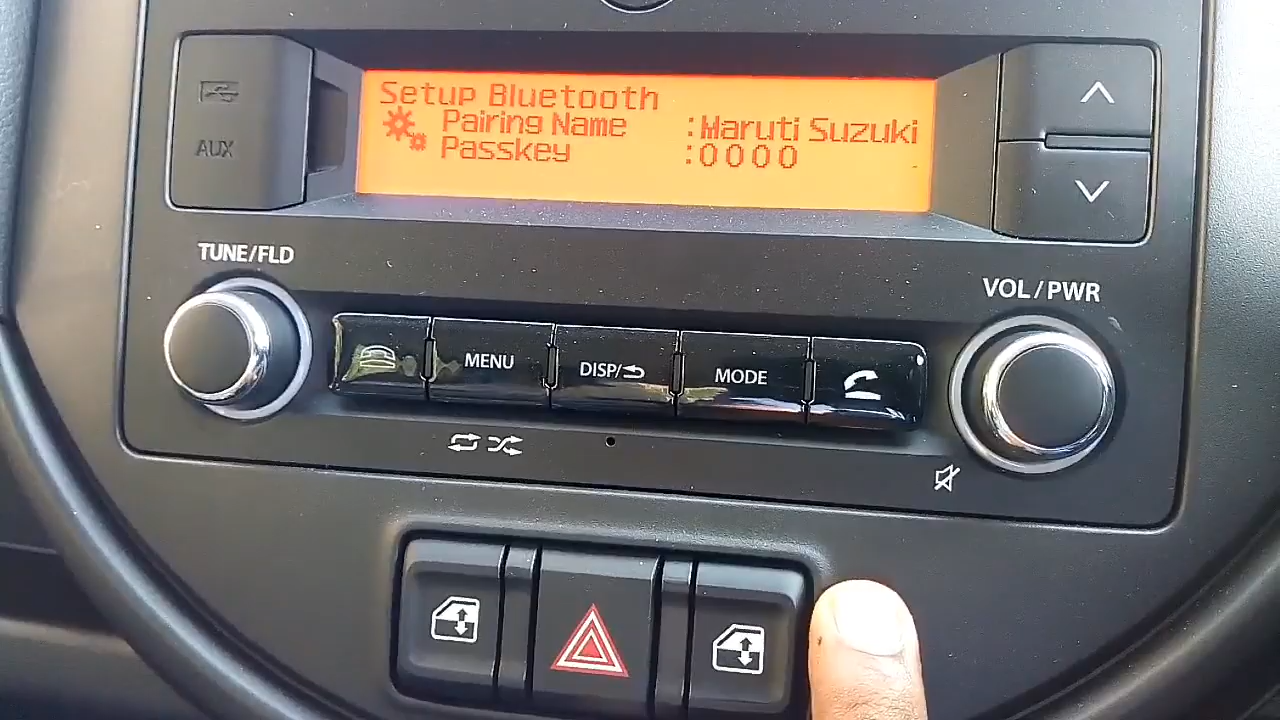 Setup Bluetooth
Pairing Name :Maruti Suzuki
Passkey :0000
AUX
TUNE/FLD
VOL/PWR
MENU
DISP/
MODE